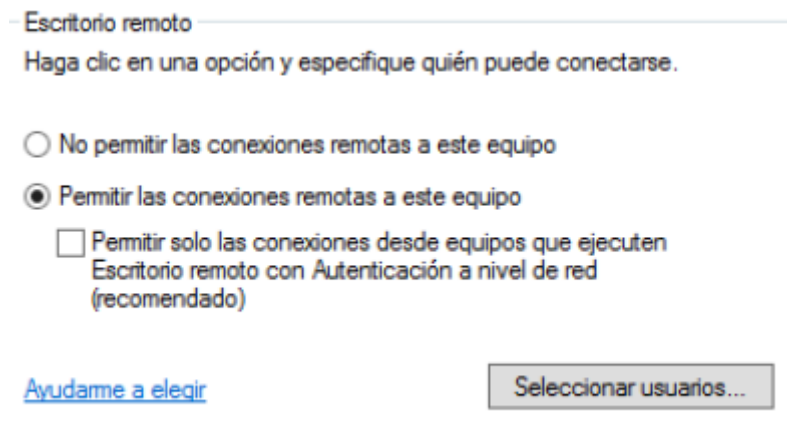 Escritorio remoto
Haga clic en una opción y especifique quién puede conectarse.
No permitir las conexiones remotas a este equipo
Permitir las conexiones remotas a este equipo
Permitir solo las conexiones desde equipos que ejecuten
Escritorio remoto con Autenticación a nivel de red
(recomendado)
Ayudarme a elegir
Seleccionar usuarios...